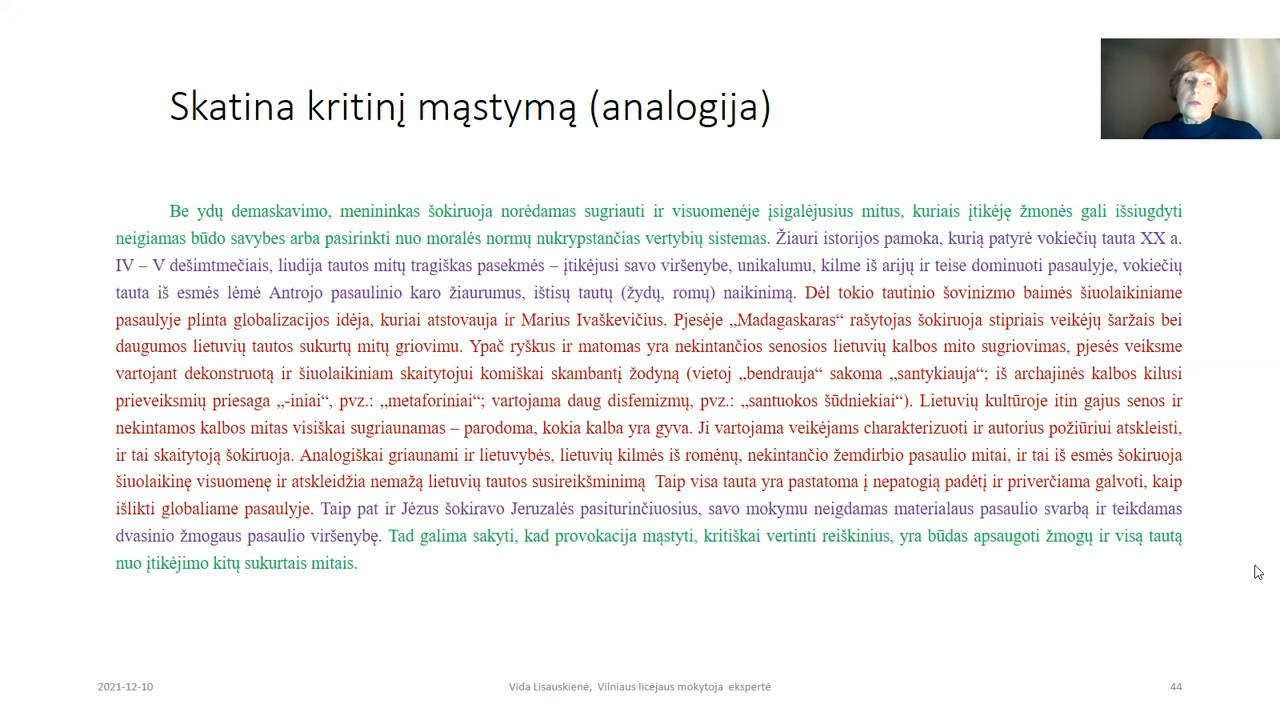 Skatina kritinį mąstymą (analogija)
Be ydų demaskavimo, menininkas šokiruoja norėdamas sugriauti ir visuomenėje įsigalėjusius mitus, kuriais įtikėję žmonės gali išsiugdyti
neigiamas būdo savybes arba pasirinkti nuo moralės normų nukrypstančias vertybių sistemas. Žiauri istorijos pamoka, kurią patyrė vokiečių tauta XX a.
IV – V dešimtmečiais, liudija tautos mitų tragiškas pasekmės – įtikėjusi savo viršenybe, unikalumu, kilme iš arijų ir teise dominuoti pasaulyje, vokiečių
tauta iš esmės lėmė Antrojo pasaulinio karo žiaurumus, ištisų tautų (žydų, romų) naikinimą. Dėl tokio tautinio šovinizmo baimės šiuolaikiniame
pasaulyje plinta globalizacijos idėja, kuriai atstovauja ir Marius Ivaškevičius. Pjesėje „Madagaskaras“ rašytojas šokiruoja stipriais veikėjų šaržais bei
daugumos lietuvių tautos sukurtų mitų griovimu. Ypač ryškus ir matomas yra nekintančios senosios lietuvių kalbos mito sugriovimas, pjesės veiksme
vartojant dekonstruotą ir šiuolaikiniam skaitytojui komiškai skambantį žodyną (vietoj „bendrauja“ sakoma „santykiauja“; iš archajinės kalbos kilusi
prieveiksmių priesaga „-iniai“, pvz.: „metaforiniai“; vartojama daug disfemizmų, pvz.: „santuokos šūdniekiai“). Lietuvių kultūroje itin gajus senos ir
nekintamos kalbos mitas visiškai sugriaunamas – parodoma, kokia kalba yra gyva. Ji vartojama veikėjams charakterizuoti ir autoriaus požiūriui atskleisti,
ir tai skaitytoją šokiruoja. Analogiškai griaunami ir lietuvybės, lietuvių kilmės iš romėnų, nekintančio žemdirbio pasaulio mitai, ir tai iš esmės šokiruoja
šiuolaikinę visuomenę ir atskleidžia nemažą lietuvių tautos susireikšminimą  Taip visa tauta yra pastatoma į nepatogią padėtį ir priverčiama galvoti, kaip
išlikti globaliame pasaulyje. Taip pat ir Jėzus šokiravo Jeruzalės pasiturinčiuosius, savo mokymu neigdamas materialaus pasaulio svarbą ir teikdamas
dvasinio žmogaus pasaulio viršenybę. Tad galima sakyti, kad provokacija mąstyti, kritiškai vertinti reiškinius, yra būdas apsaugoti žmogų ir visą tautą
nuo įtikėjimo kitų sukurtais mitais.
2021-12-10
Vida Lisauskienė, Vilniaus licėjaus mokytoja ekspertė
44